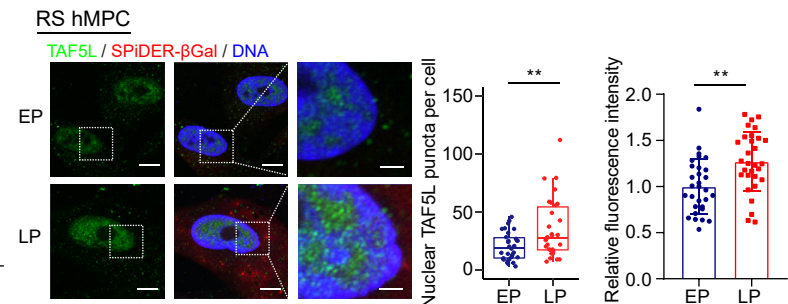 RS hMPC
TAF5L / SPiDER-βGal / DNA
EP
LP
Nuclear TAF5L puncta per cell
150
100
50
0
**
EP LP
Relative fluorescence intensity
2.0
1.5
1.0
0.5
0.0
**
EP LP